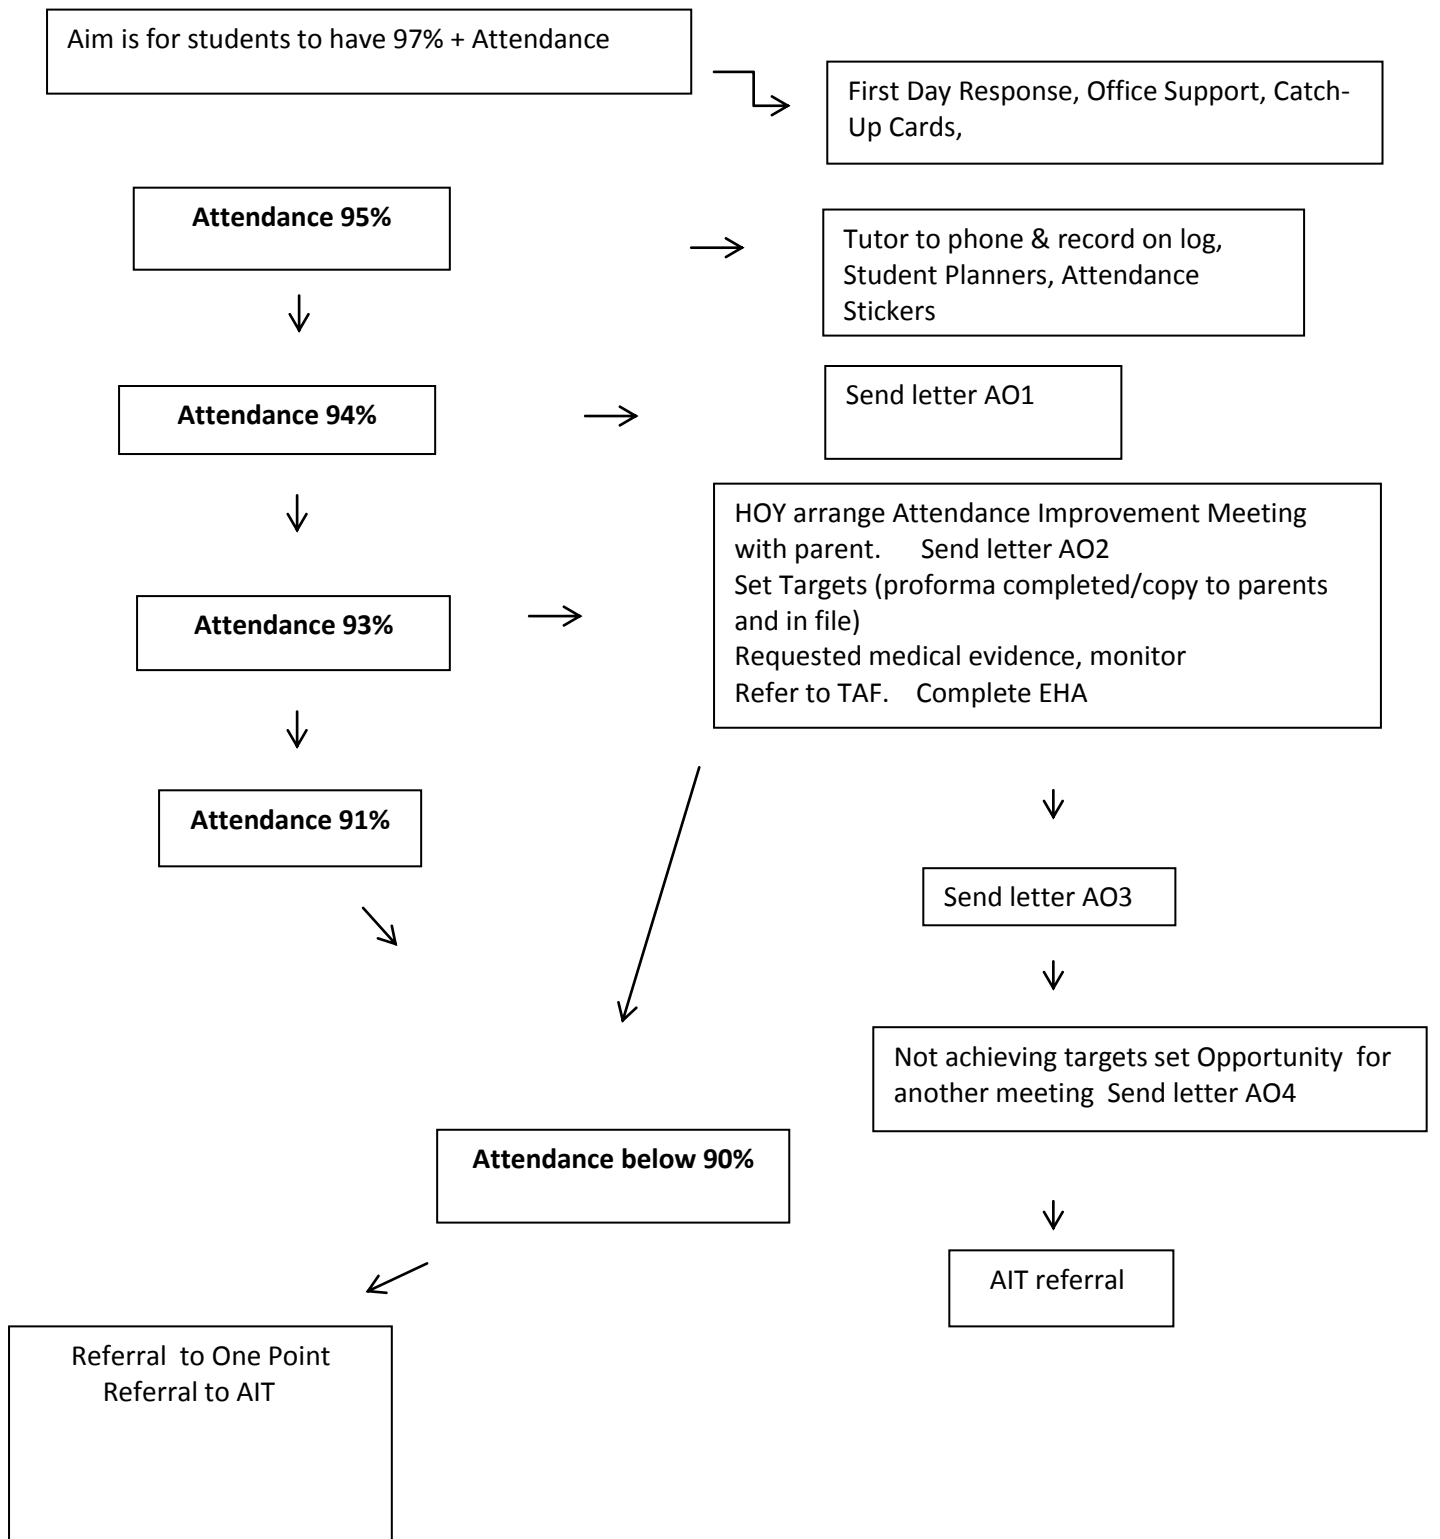 Aim is for students to have 97% + Attendance
First Day Response, Office Support, Catch-
Up Cards,
Attendance 95%
Tutor to phone & record on log,
Student Planners, Attendance
Stickers
Attendance 94%
Send letter AO1
HOY arrange Attendance Improvement Meeting
with parent. Send letter AO2
Set Targets (proforma completed/copy to parents
and in file)
Requested medical evidence, monitor
Refer to TAF. Complete EHA
Attendance 93%
Attendance 91%
Send letter AO3
Not achieving targets set Opportunity for
another meeting Send letter AO4
Attendance below 90%
AIT referral
Referral to One Point
Referral to AIT